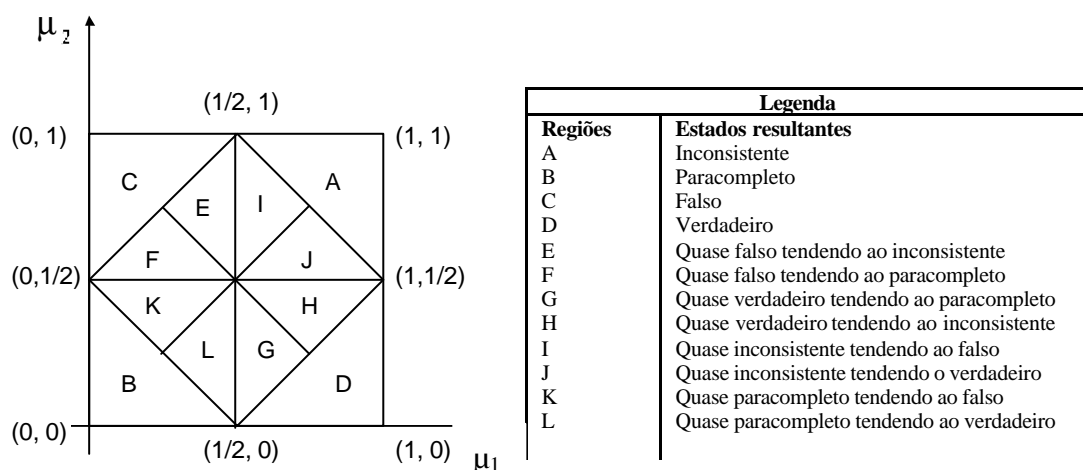 μ 2
(1/2, 1)
(0, 1)
(1, 1)
C
A
E
I
F
J
(0,1/2)
(1,1/2)
K
H
L
G
B
D
(0, 0)
(1/2, 0)
(1, 0)
μ1
Legenda
Regiões Estados resultantes
A Inconsistente
B Paracompleto
C Falso
D Verdadeiro
E Quase falso tendendo ao inconsistente
F Quase falso tendendo ao paracompleto
G Quase verdadeiro tendendo ao paracompleto
H Quase verdadeiro tendendo ao inconsistente
I Quase inconsistente tendendo ao falso
J Quase inconsistente tendendo o verdadeiro
K Quase paracompleto tendendo ao falso
L Quase paracompleto tendendo ao verdadeiro